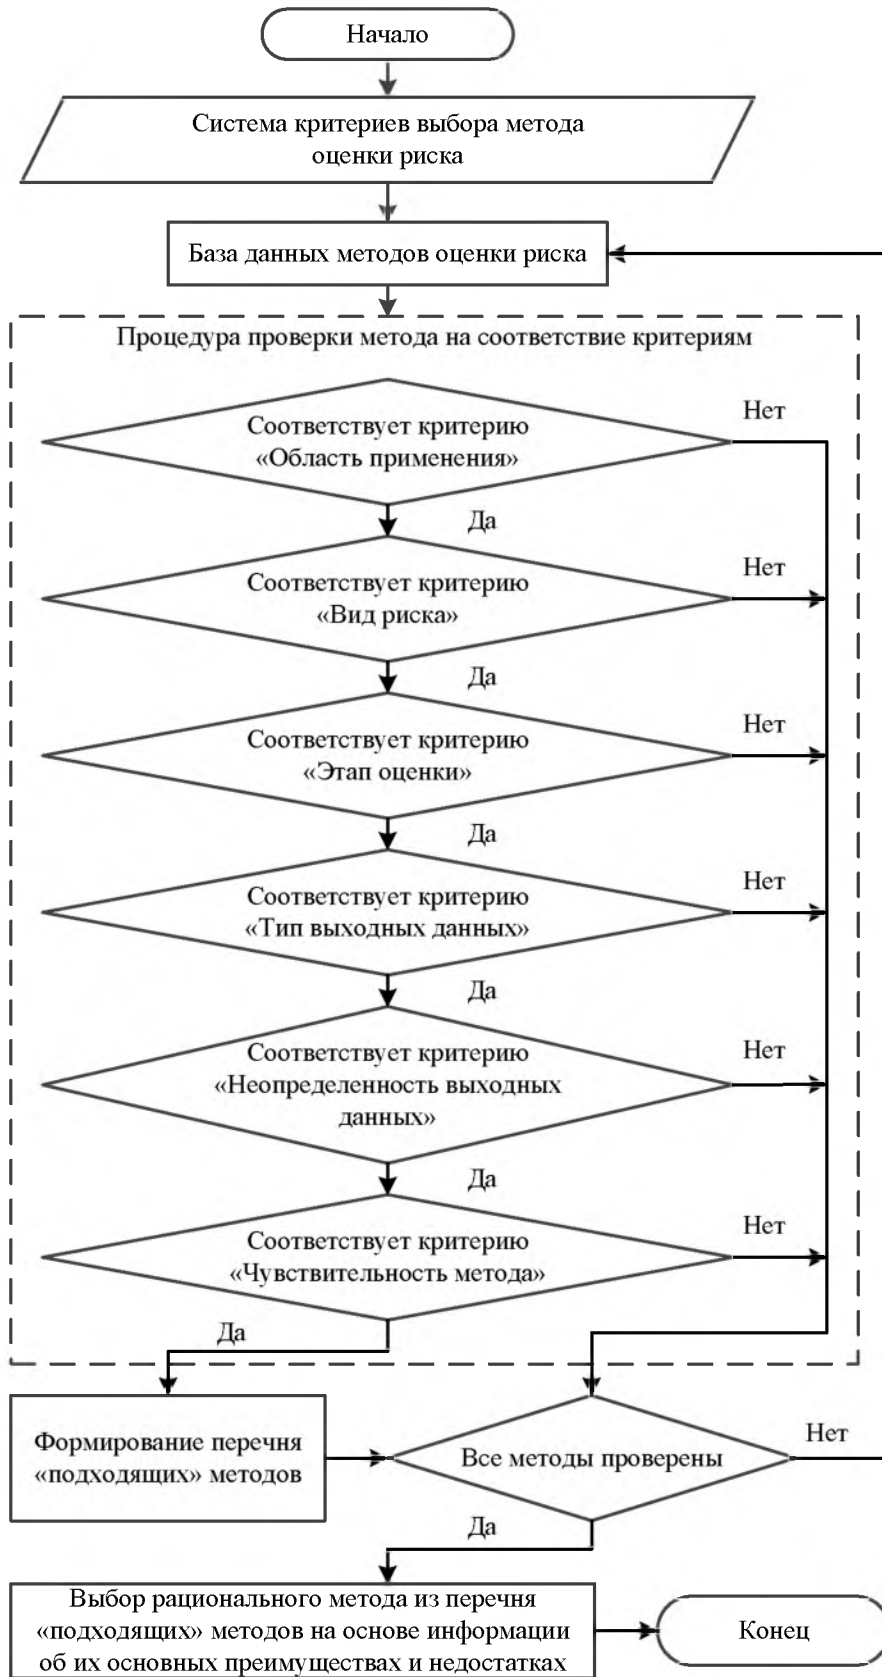 Начало
Система критериев выбора метода
оценки риска
База данных методов оценки риска
Процедура проверки метода на соответствие критериям
Соответствует критерию
«Область применения»
Нет
Да
Соответствует критерию
«Вид риска»
Нет
Да
Соответствует критерию
«Этап оценки»
Нет
Да
Соответствует критерию
«Тип выходных данных»
Нет
Да
Соответствует критерию
«Неопределенность выходных
данных»
Нет
Да
Соответствует критерию
«Чувствительность метода»
Нет
Да
Формирование перечня
«подходящих» методов
Все методы проверены
Нет
Да
Выбор рационального метода из перечня
«подходящих» методов на основе информации
об их основных преимуществах и недостатках
Конец